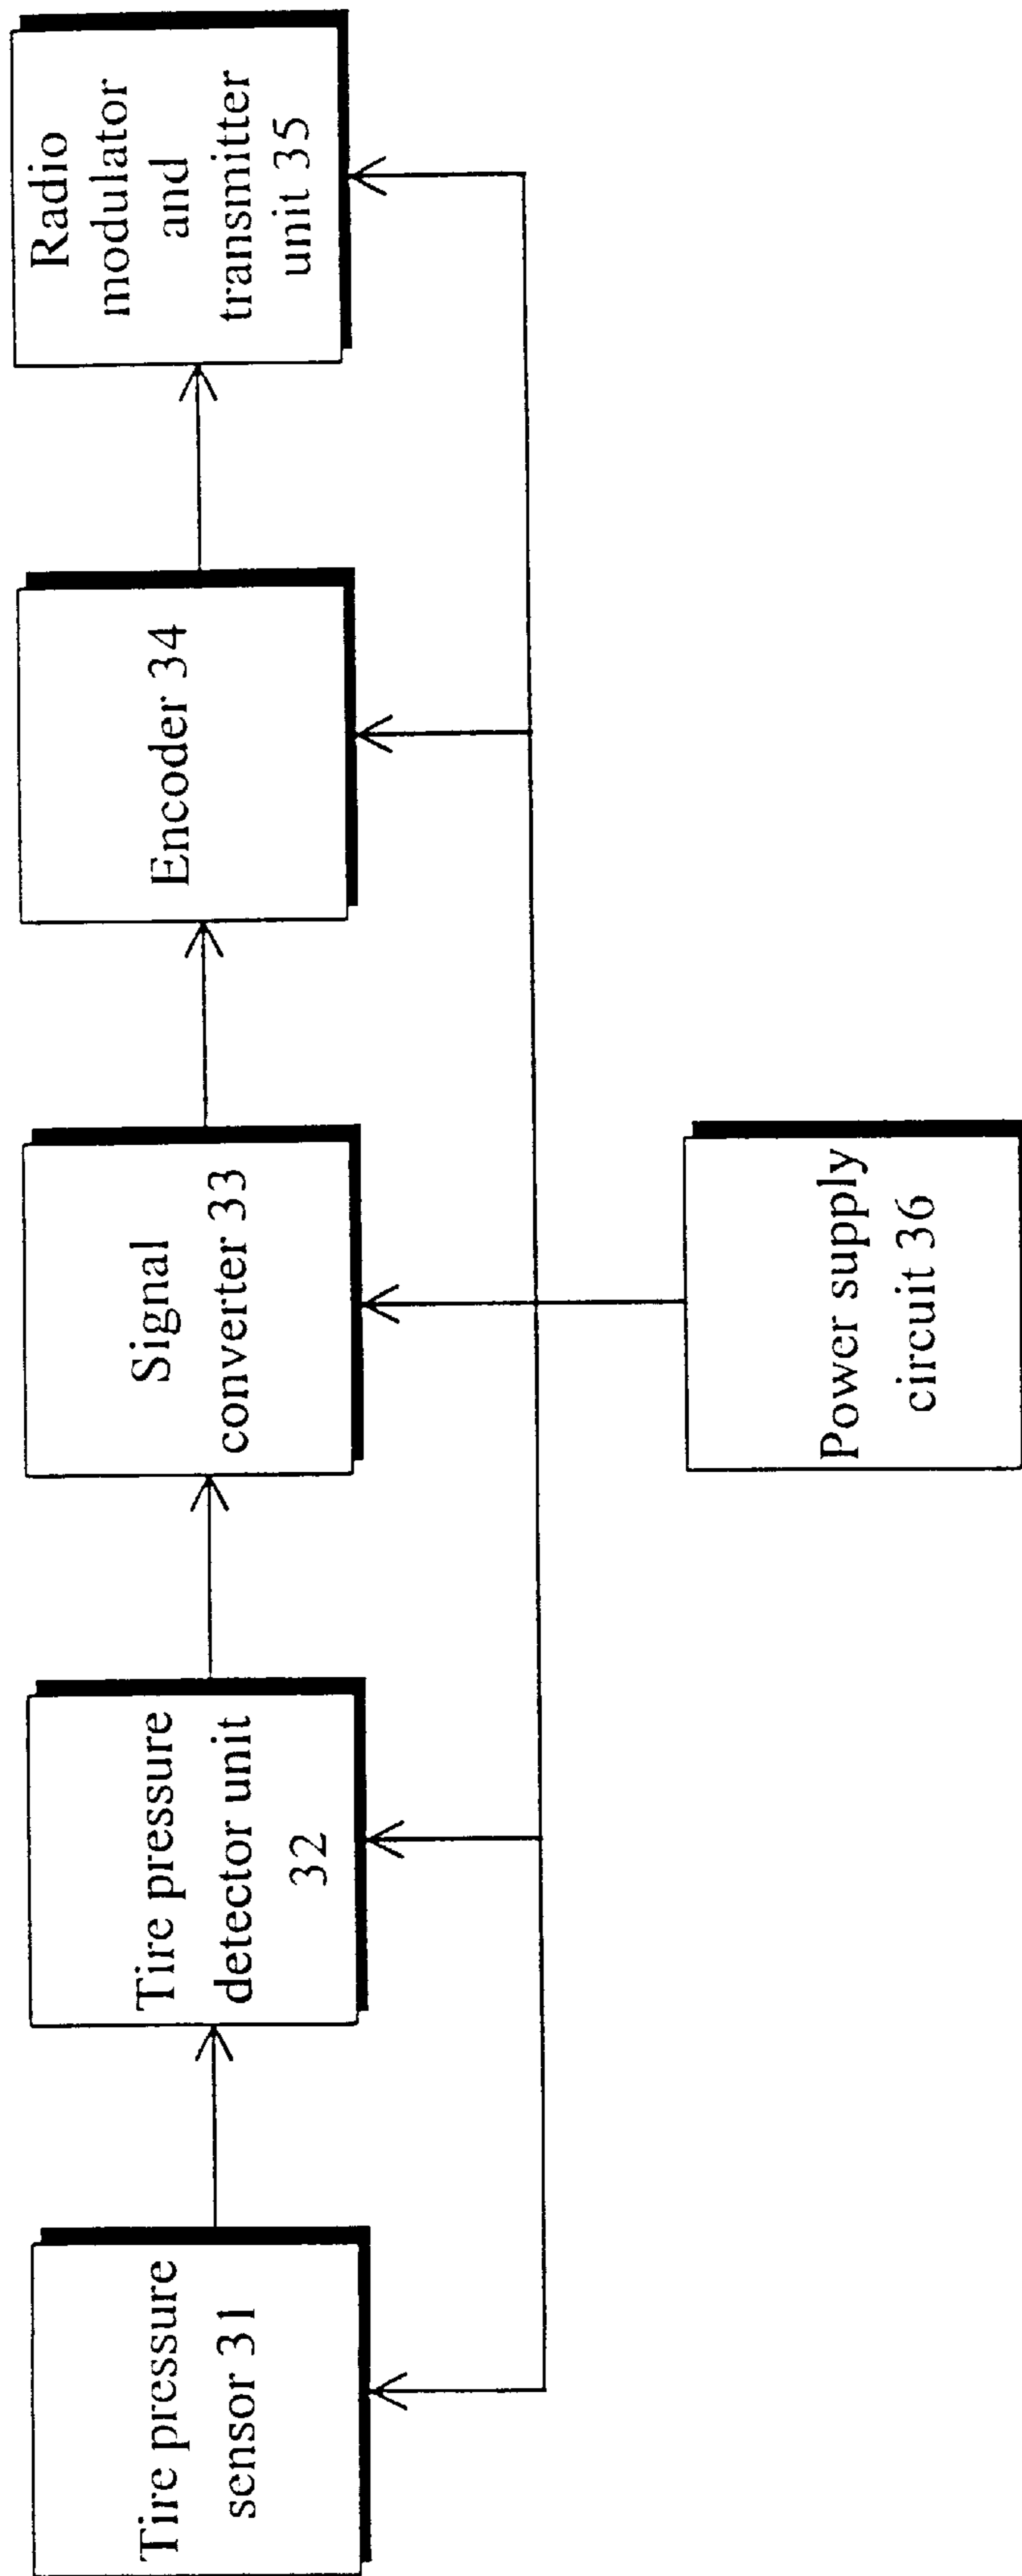 Tire pressure
sensor 31
Tire pressure
detector unit
32
Signal
converter 33
Encoder 34
Radio
modulator
and
transmitter
unit 35
Power supply
circuit 36